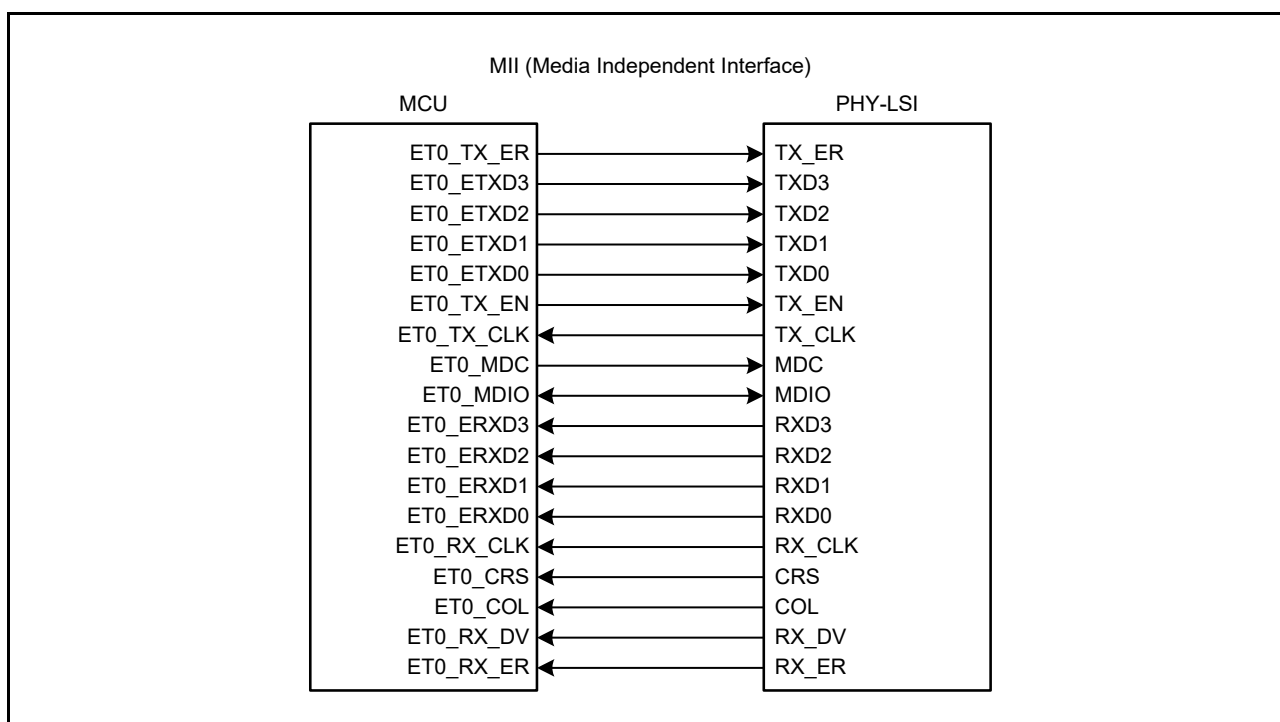 MII (Media Independent Interface)
MCU PHY-LSI
ET0_TX_ER TX_ER
ET0_ETXD3 TXD3
ET0_ETXD2 TXD2
ET0_ETXD1 TXD1
ET0_ETXD0 TXD0
ET0_TX_EN TX_EN
ET0_TX_CLK TX_CLK
ET0_MDC MDC
ET0_MDIO MDIO
ET0_ERXD3 RXD3
ET0_ERXD2 RXD2
ET0_ERXD1 RXD1
ET0_ERXD0 RXD0
ET0_RX_CLK RX_CLK
ET0_CRS CRS
ET0_COL COL
ET0_RX_DV RX_DV
ET0_RX_ER RX_ER